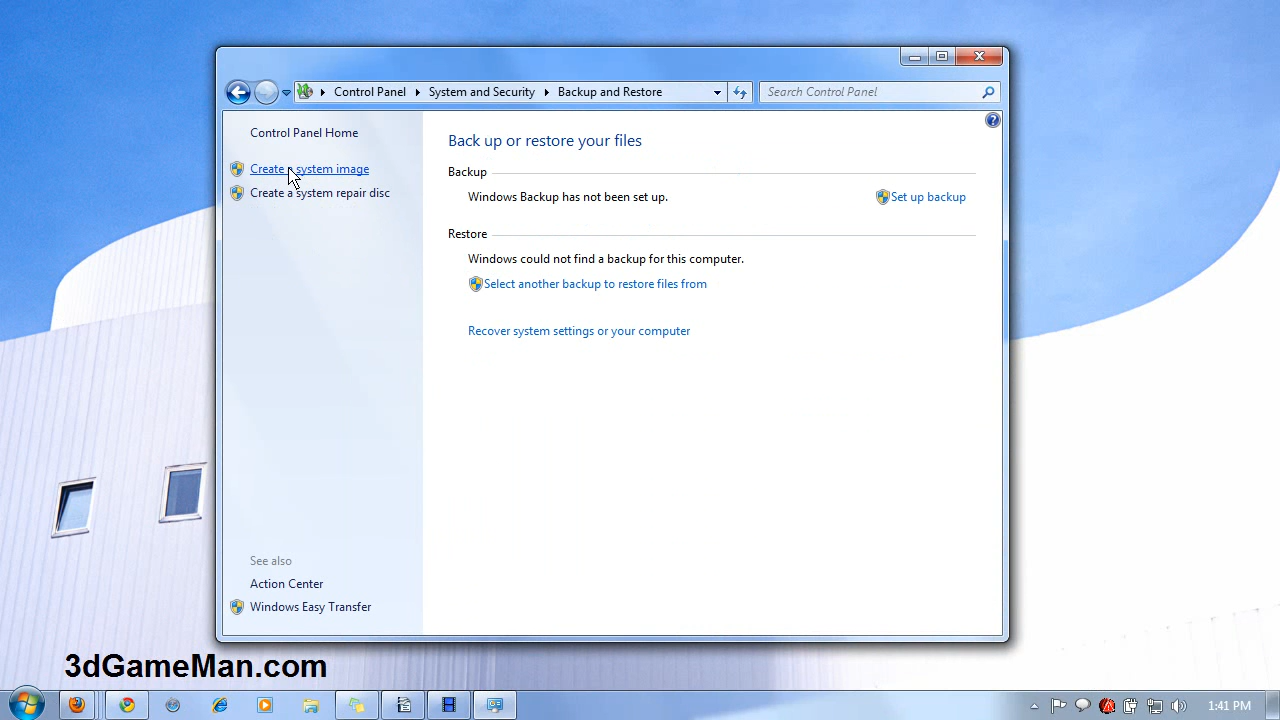 Control Panel
System and Security
Backup and Restore
Search Control Panel
Control Panel Home
Create a system image
Create a system repair disc
Back up or restore your files
Backup
Windows Backup has not been set up.
Set up backup
Restore
Windows could not find a backup for this computer.
Select another backup to restore files from
Recover system settings or your computer
See also
Action Center
Windows Easy Transfer
3dGameMan.com
1:41 PM